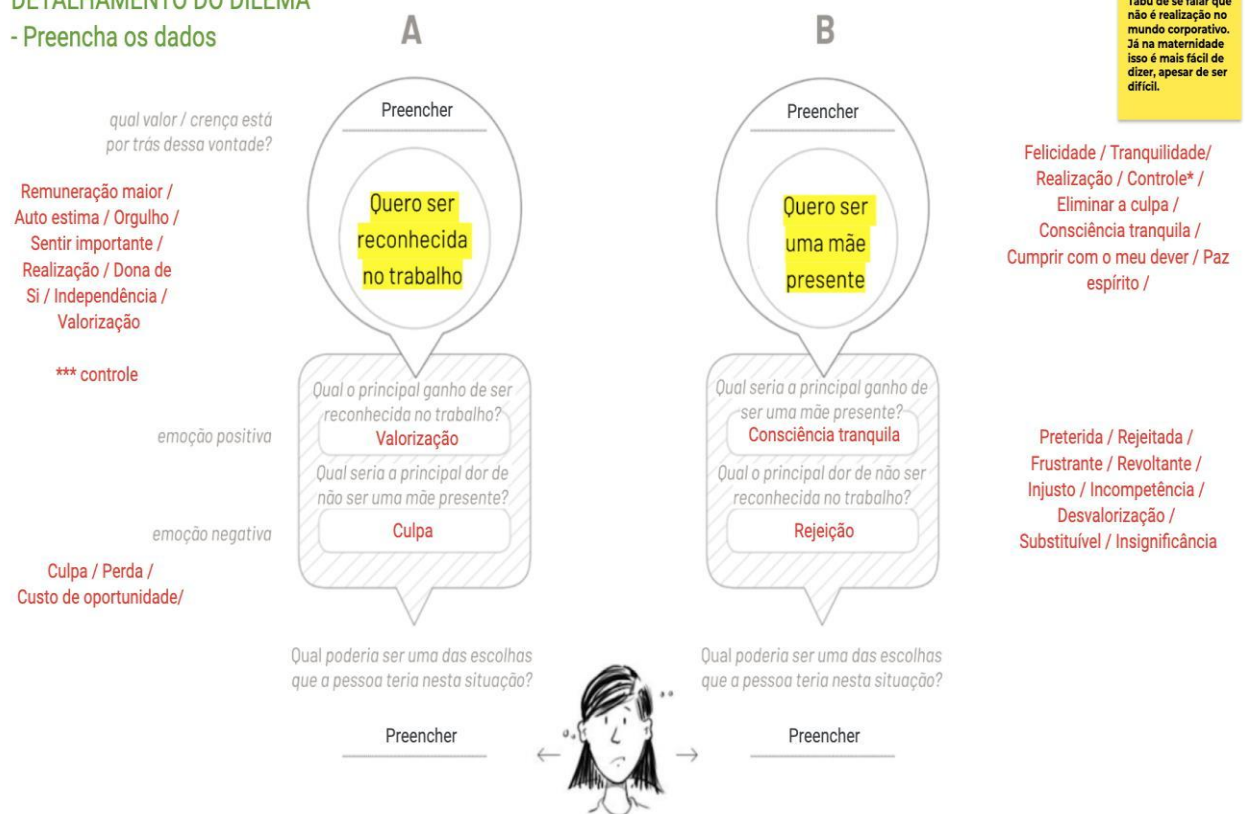 DETALHAMENTO DO DILEMA
- Preencha os dados
A
B
Tabu de se falar que
não é realização no
mundo corporativo.
Já na maternidade
isso é mais fácil de
dizer, apesar de ser
difícil.
qual valor / crença está
por trás dessa vontade?
Preencher
Preencher
Remuneração maior /
Auto estima / Orgulho /
Sentir importante /
Realização / Dona de
Si / Independência /
Valorização
*** controle
Quero ser
reconhecida
no trabalho
Quero ser
uma mãe
presente
Felicidade / Tranquilidade/
Realização / Controle* /
Eliminar a culpa /
Consciência tranquila /
Cumprir com o meu dever / Paz
espírito /
emoção positiva
Qual o principal ganho de ser
reconhecida no trabalho?
Valorização
Qual seria a principal dor de
não ser uma mãe presente?
emoção negativa
Culpa
Culpa / Perda /
Custo de oportunidade/
Qual seria a principal ganho de
ser uma mãe presente?
Consciência tranquila
Qual o principal dor de não ser
reconhecida no trabalho?
Rejeição
Preterida / Rejeitada /
Frustrante / Revoltante /
Injusto / Incompetência /
Desvalorização /
Substituível / Insignificância
Qual poderia ser uma das escolhas
que a pessoa teria nesta situação?
Preencher
Qual poderia ser uma das escolhas
que a pessoa teria nesta situação?
Preencher